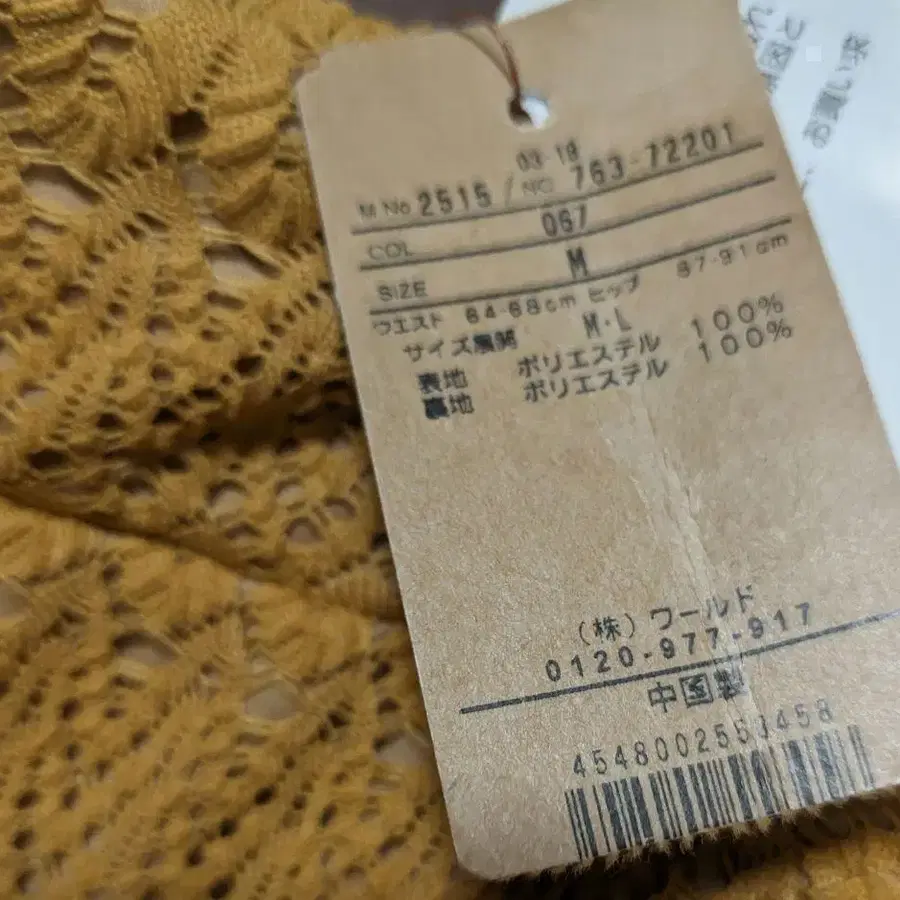 03-18
M No 2515 / NO 763-72201
COL 067
SIZE M
ウエスト 64-68cm ヒップ 87-91cm
サイズ展開 M・L
表地 ポリエステル 100%
裏地 ポリエステル 100%
(株) ワールド
0120-977-917
中国製